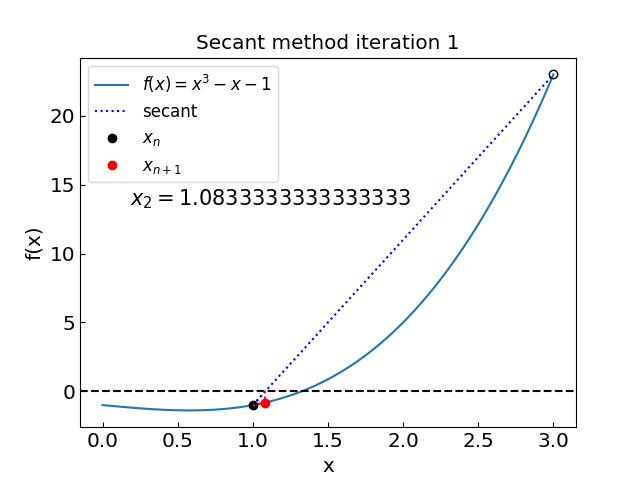 Secant method iteration 1
f(x) = x³ − x − 1
secant
xₙ
xₙ₊₁
x₂ = 1.0833333333333333
f(x)
20
15
10
5
0
0.0 0.5 1.0 1.5 2.0 2.5 3.0
x